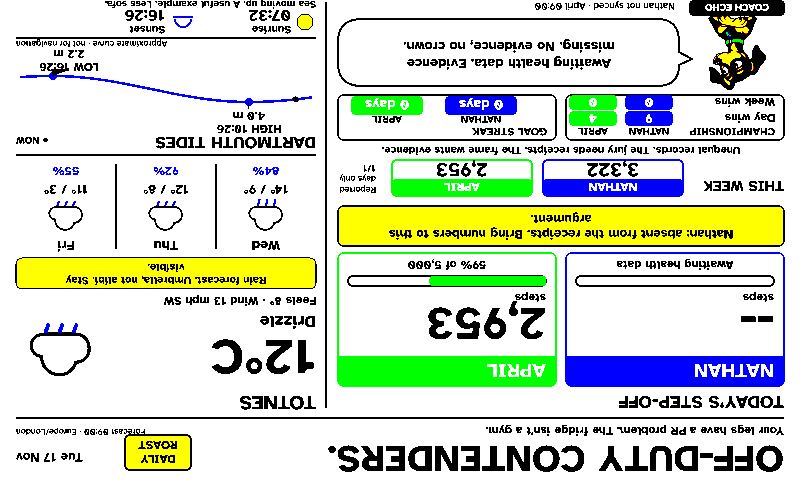 OFF-DUTY CONTENDERS.
Your legs have a PR problem. The fridge isn't a gym.
DAILY ROAST
Tue 17 Nov
Forecast 09:00 · Europe/London
TODAY'S STEP-OFF
NATHAN
--
steps
Awaiting health data
APRIL
2,953
steps
59% of 5,000
Nathan: absent from the receipts. Bring numbers to this
argument.
THIS WEEK
NATHAN
3,322
APRIL
2,953
Reported
days only
1/1
Unequal records. The jury needs receipts. The frame wants evidence.
CHAMPIONSHIP
NATHAN
APRIL
Day wins
9
4
Week wins
0
0
GOAL STREAK
NATHAN
0 days
APRIL
0 days
Awaiting health data. Evidence
missing. No evidence, no crown.
COACH ECHO
Nathan not synced · April 09:00
TOTNES
12°C
Drizzle
Feels 8° · Wind 13 mph SW
Rain forecast. Umbrella, not alibi. Stay
visible.
Wed
14° / 9°
84%
Thu
12° / 8°
92%
Fri
11° / 3°
55%
DARTMOUTH TIDES
• NOW
HIGH 10:26
4.0 m
LOW 16:26
2.2 m
Approximate curve · not for navigation
Sunrise
07:32
Sunset
16:26
Sea moving up. A useful example. Less sofa.